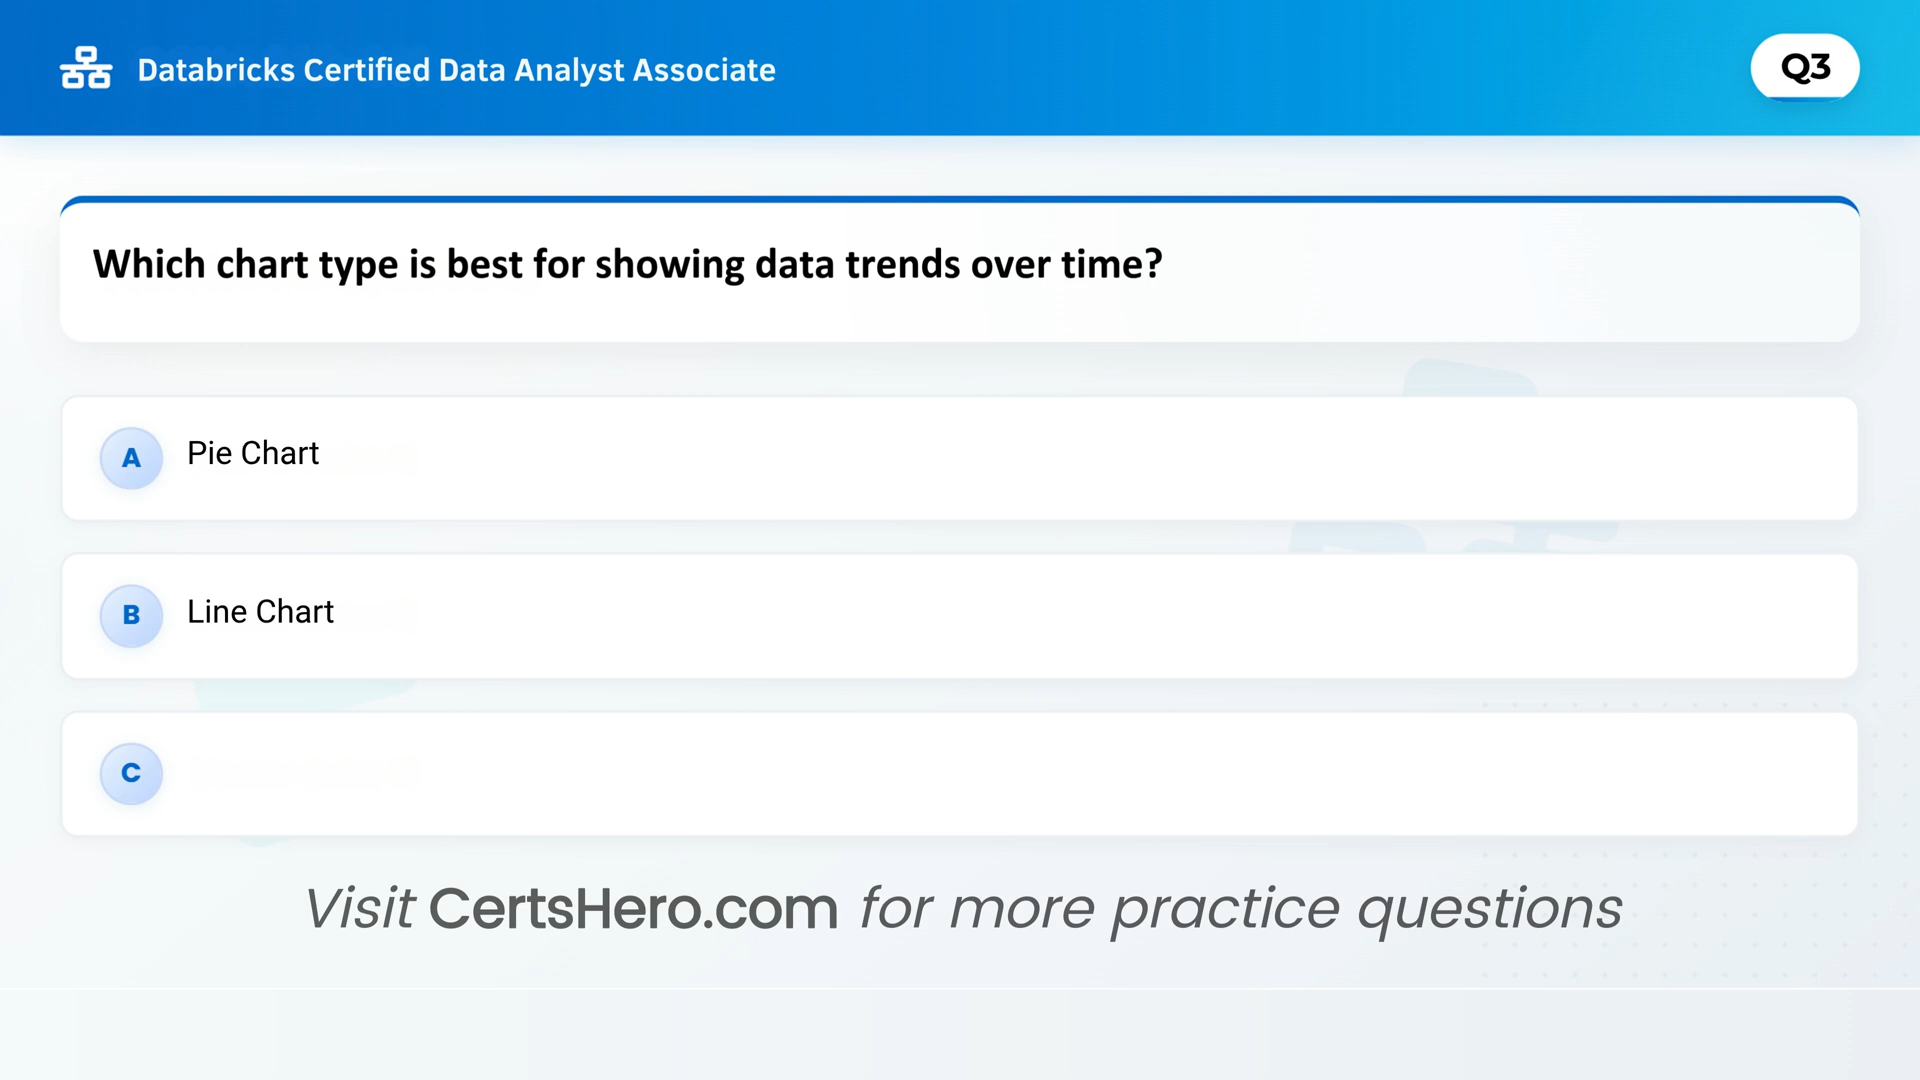 Databricks Certified Data Analyst Associate
Q3
Which chart type is best for showing data trends over time?
A Pie Chart
B Line Chart
C
Visit CertsHero.com for more practice questions